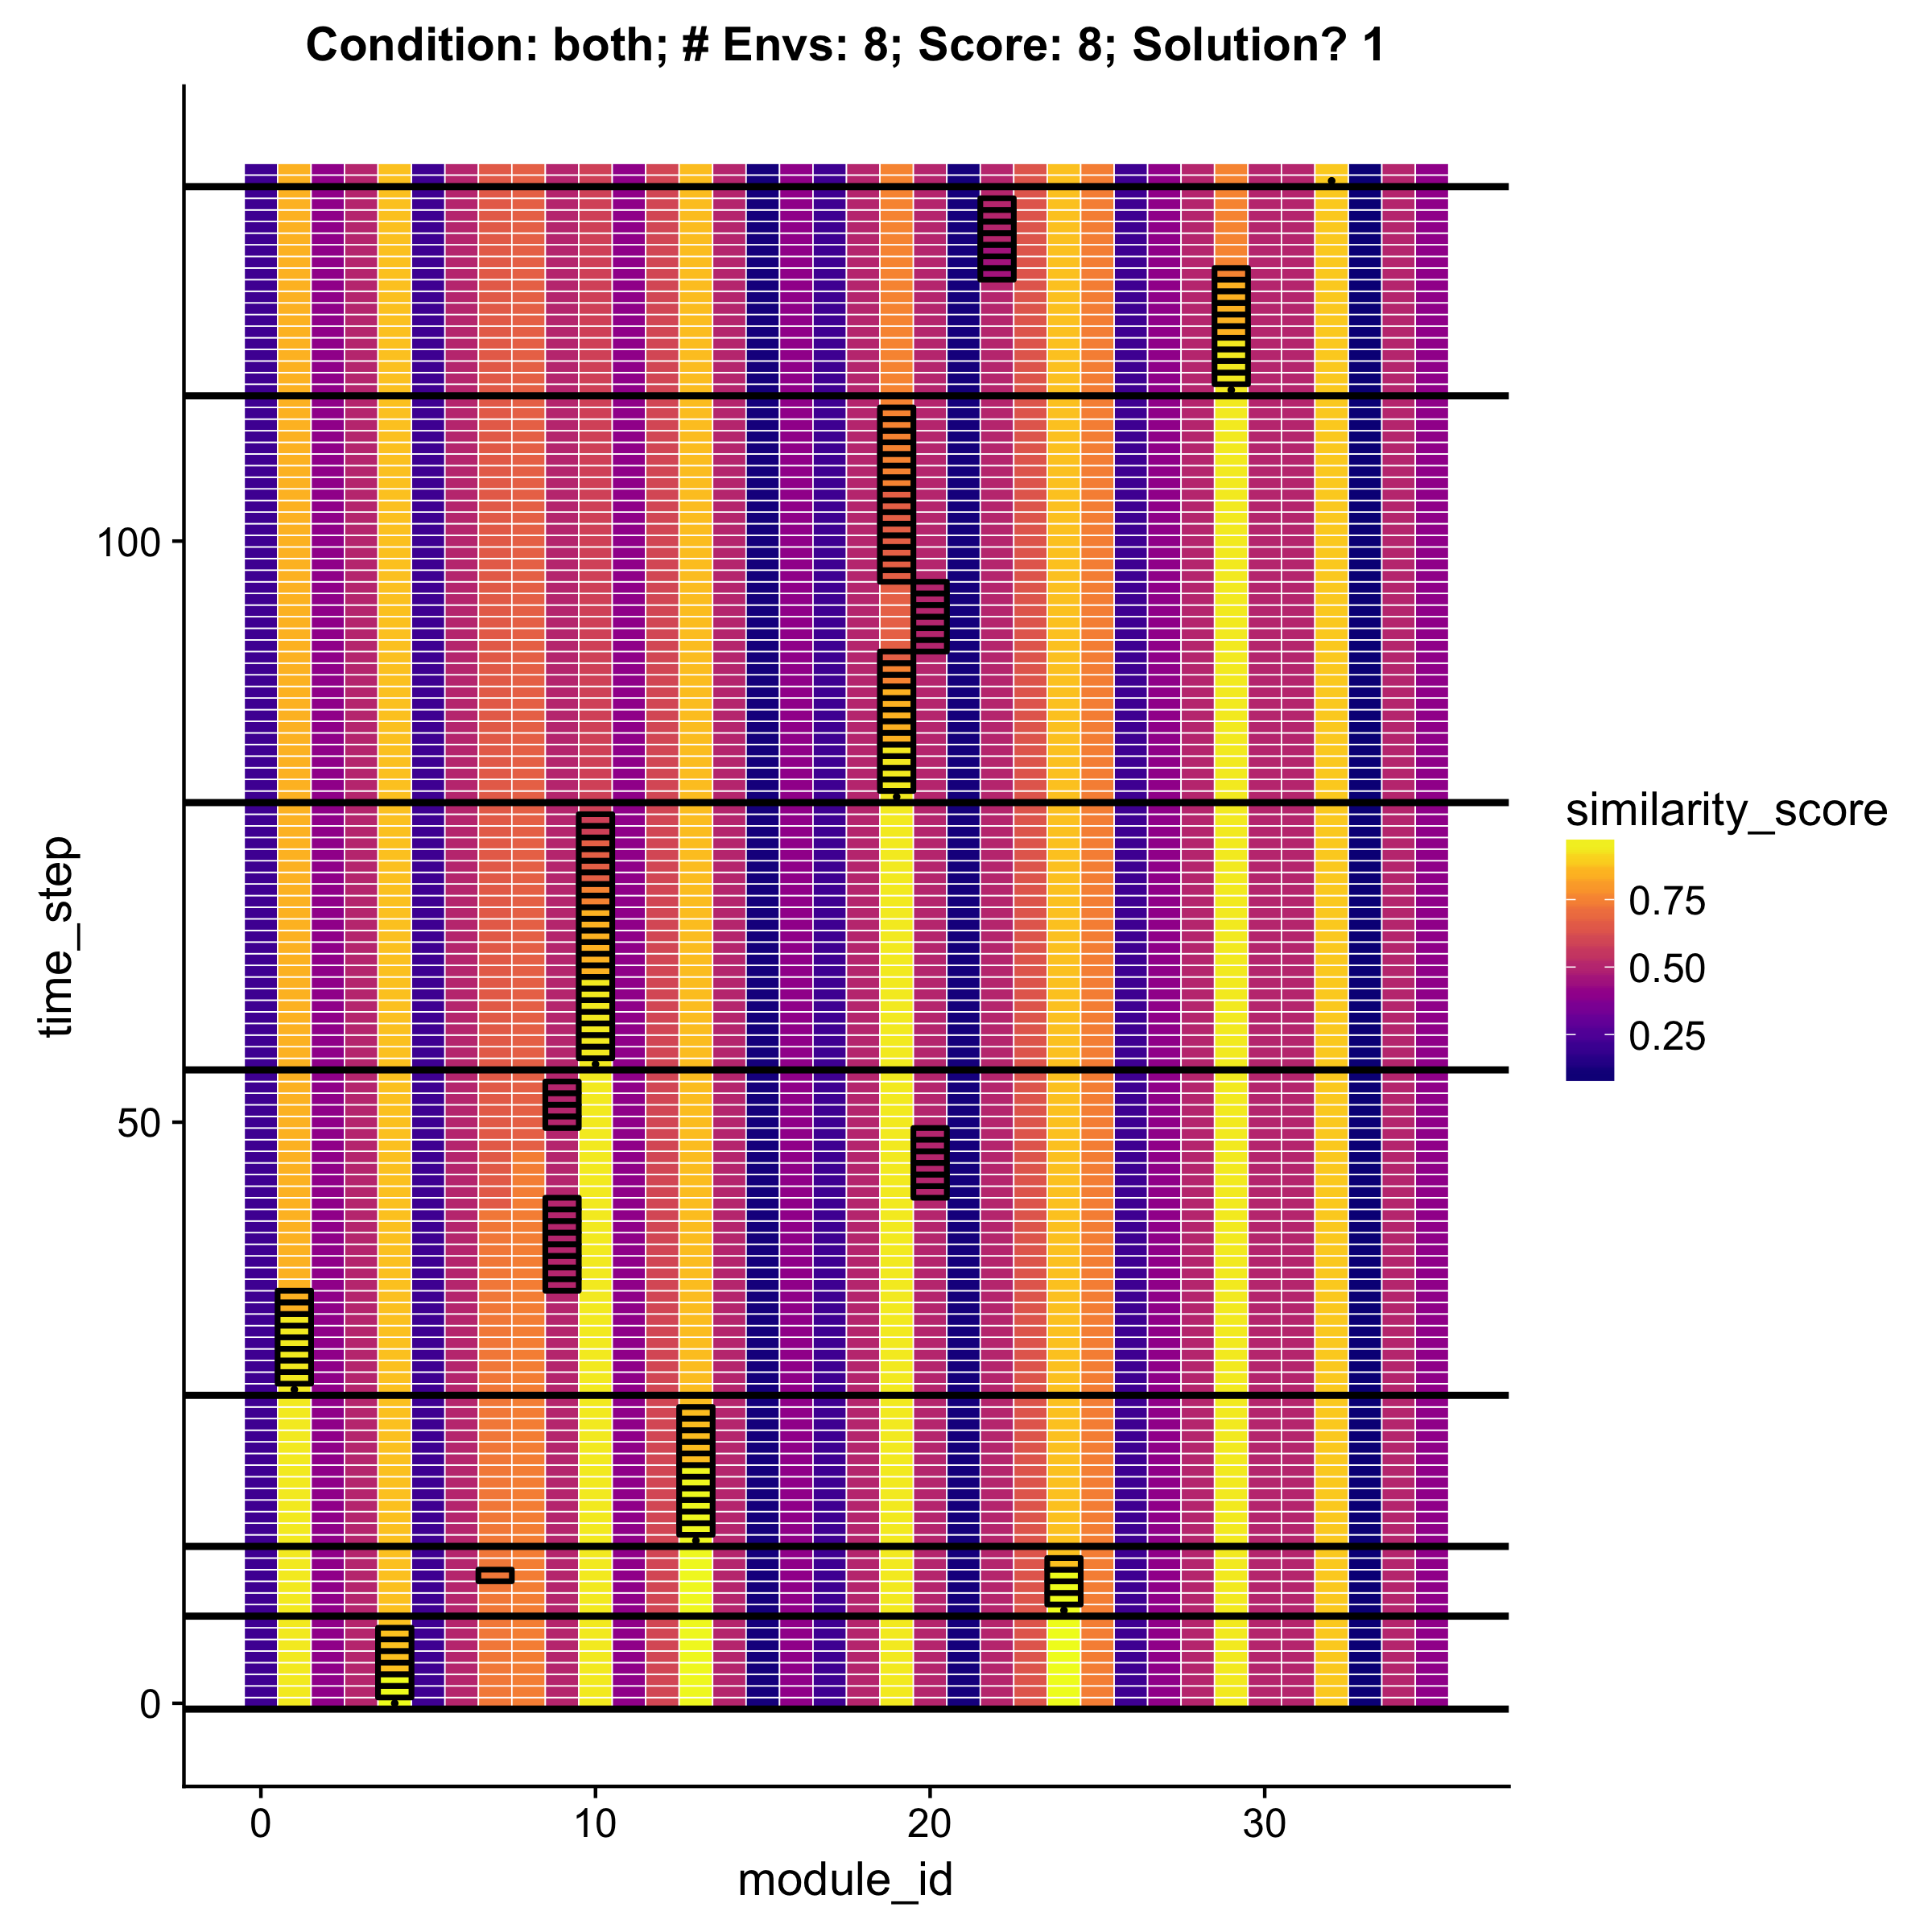 Condition: both; # Envs: 8; Score: 8; Solution? 1
time_step
100
50
0
0
10
20
30
module_id
similarity_score
0.75
0.50
0.25